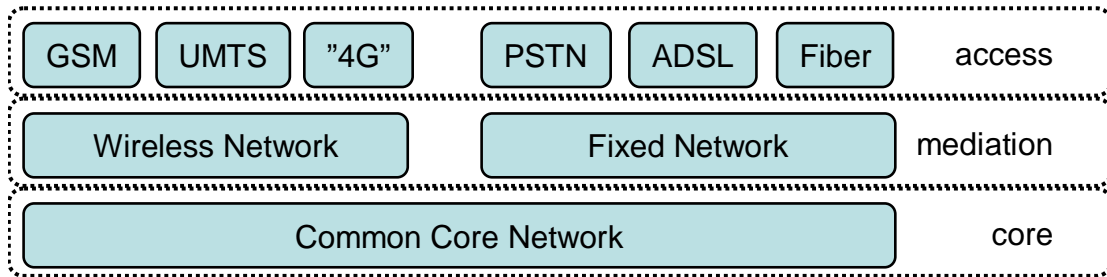 GSM UMTS ”4G” PSTN ADSL Fiber access
Wireless Network Fixed Network mediation
Common Core Network core